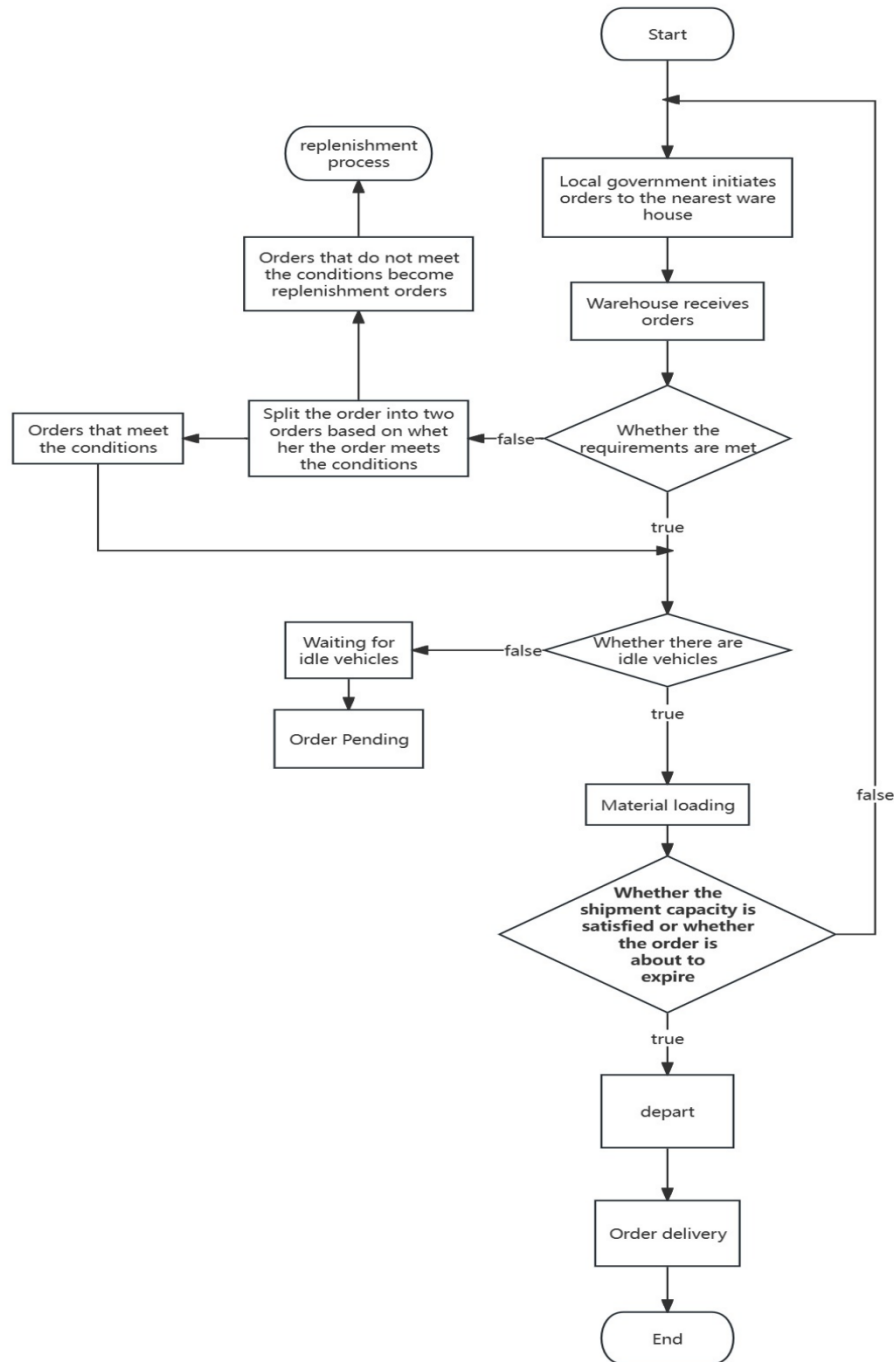 Start
replenishment
process
Local government initiates
orders to the nearest ware
house
Orders that do not meet
the conditions become
replenishment orders
Warehouse receives
orders
Orders that meet
the conditions
Split the order into two
orders based on whet
her the order meets
the conditions
false
Whether the
requirements are met
true
Waiting for
idle vehicles
false
Whether there are
idle vehicles
true
Order Pending
Material loading
false
Whether the
shipment capacity is
satisfied or whether
the order is
about to
expire
true
depart
Order delivery
End